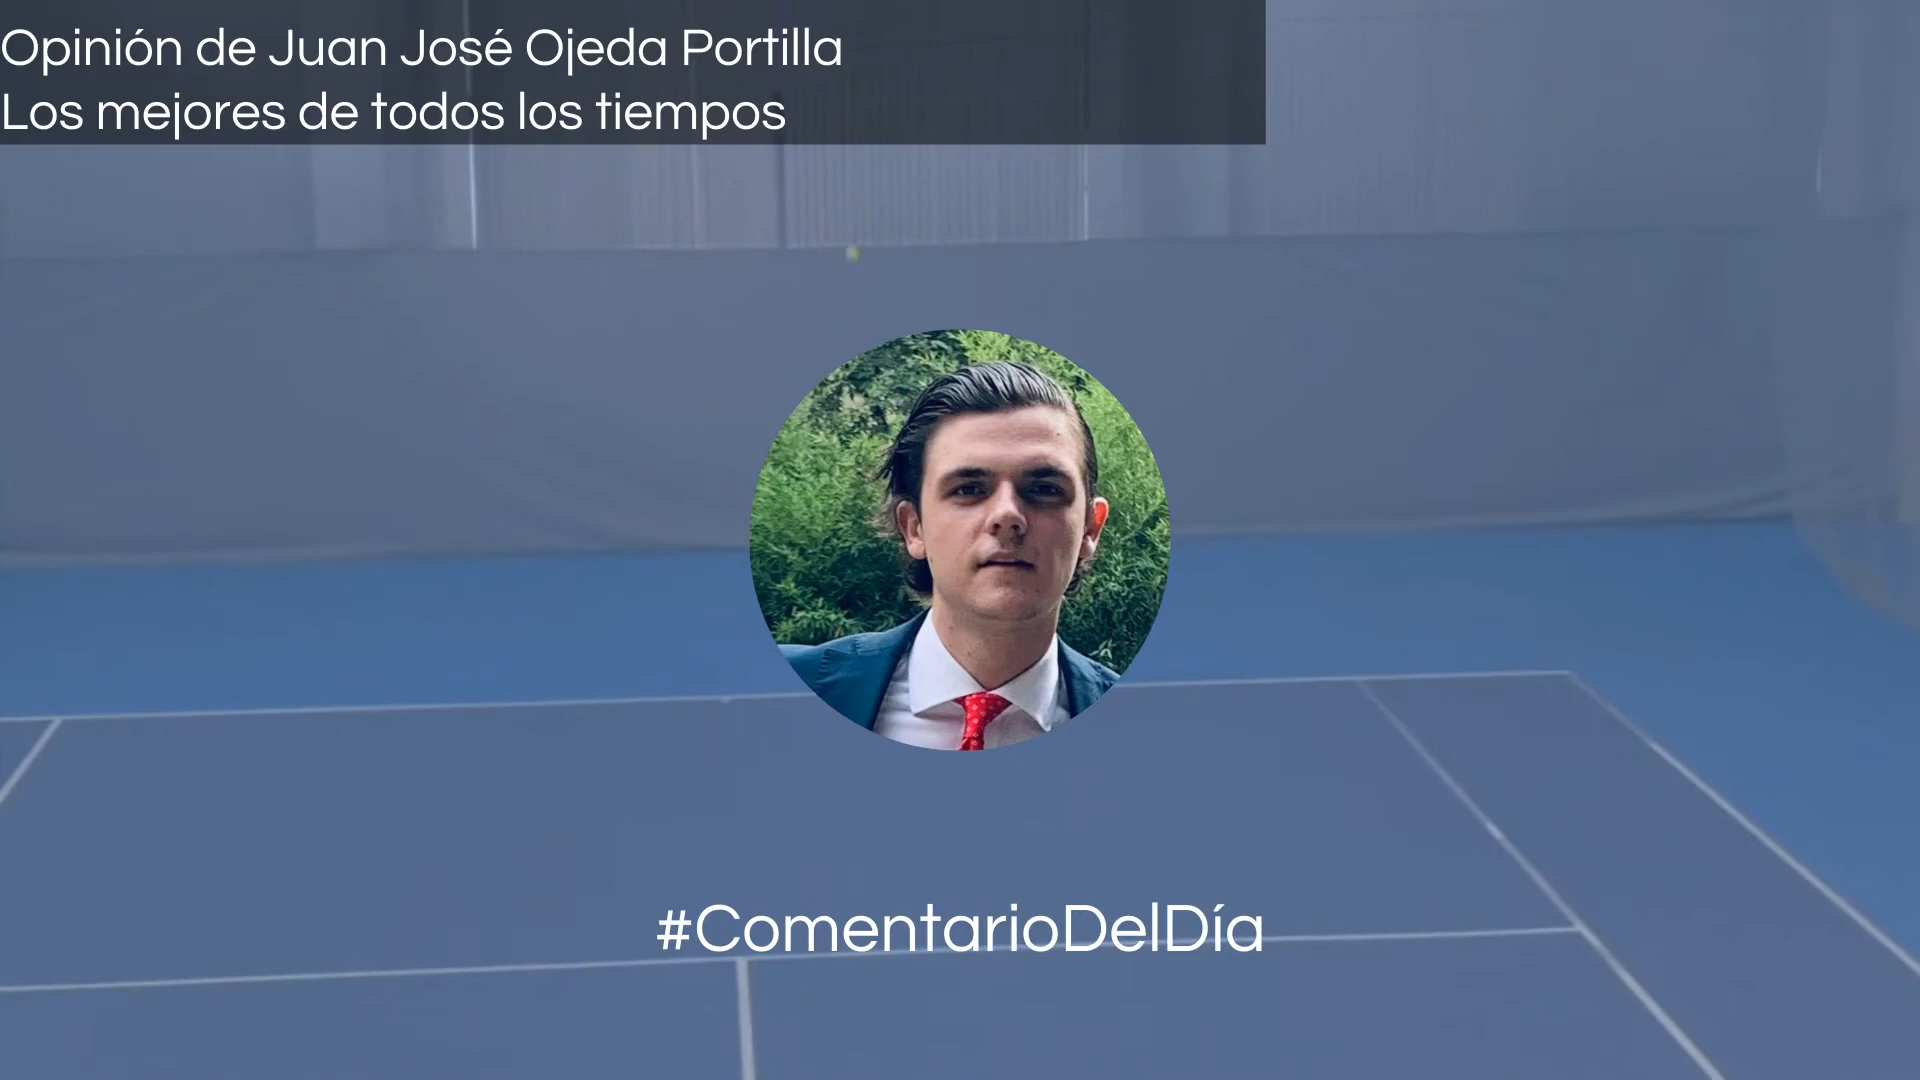 Opinión de Juan José Ojeda Portilla
Los mejores de todos los tiempos
#ComentarioDelDía